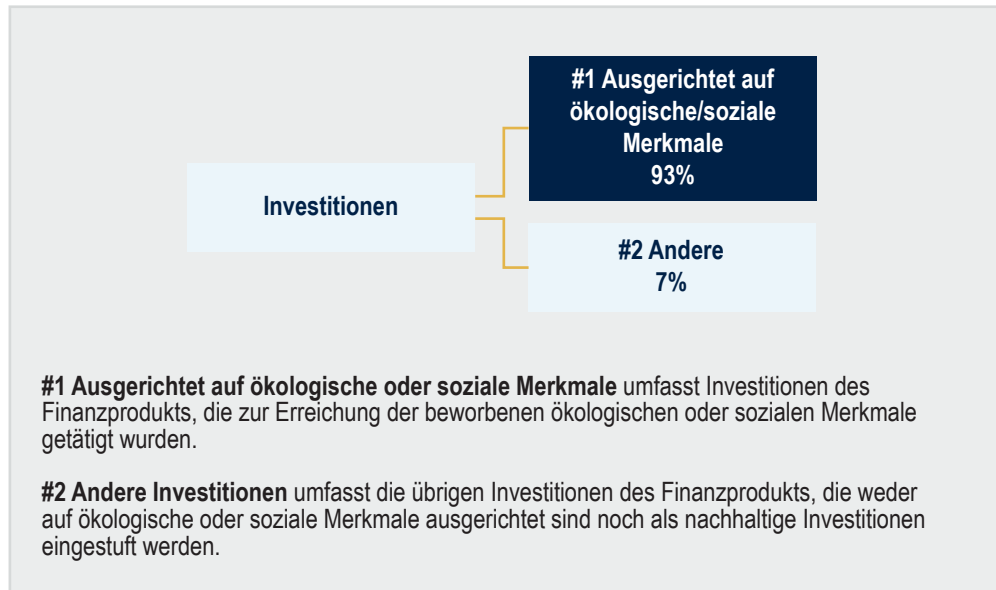 #1 Ausgerichtet auf
ökologische/soziale
Merkmale
93%
Investitionen
#2 Andere
7%
#1 Ausgerichtet auf ökologische oder soziale Merkmale umfasst Investitionen des
Finanzprodukts, die zur Erreichung der beworbenen ökologischen oder sozialen Merkmale
getätigt wurden.
#2 Andere Investitionen umfasst die übrigen Investitionen des Finanzprodukts, die weder
auf ökologische oder soziale Merkmale ausgerichtet sind noch als nachhaltige Investitionen
eingestuft werden.